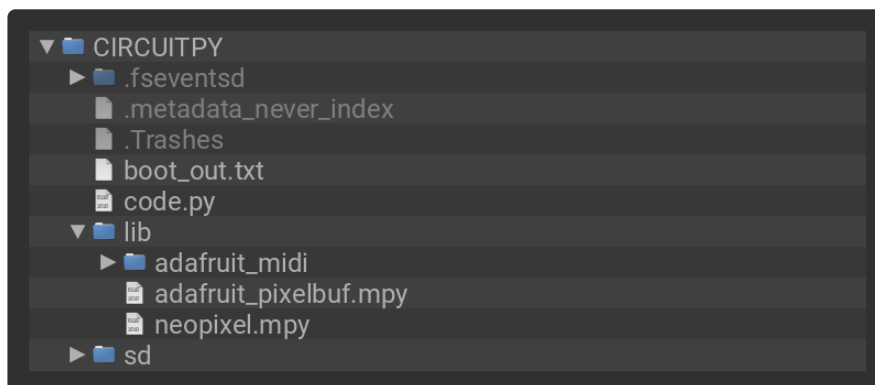 CIRCUITPY
.fseventsd
.metadata_never_index
.Trashes
boot_out.txt
code.py
lib
adafruit_midi
adafruit_pixelbuf.mpy
neopixel.mpy
sd